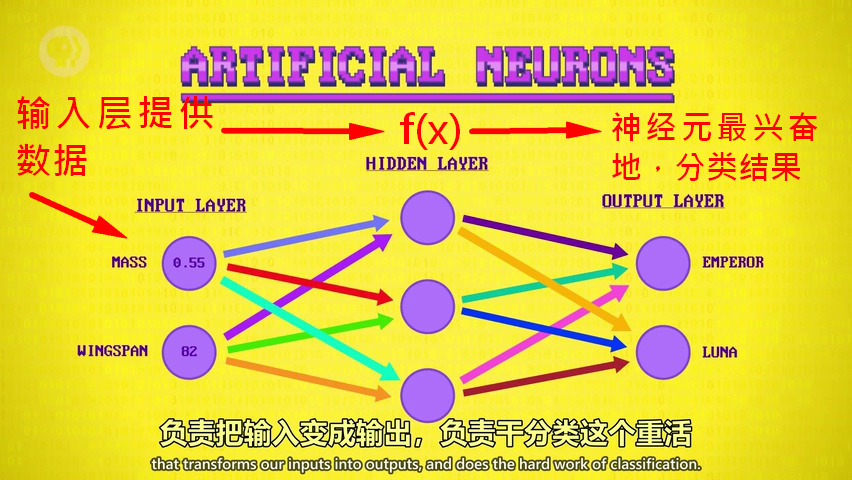 ARTIFICIAL NEURONS
输入层提供
数据
f(x)
神经元最兴奋
地，分类结果
HIDDEN LAYER
INPUT LAYER
OUTPUT LAYER
MASS
0.55
EMPEROR
WINGSPAN
82
LUNA
负责把输入变成输出，负责干分类这个重活
that transforms our inputs into outputs, and does the hard work of classification.